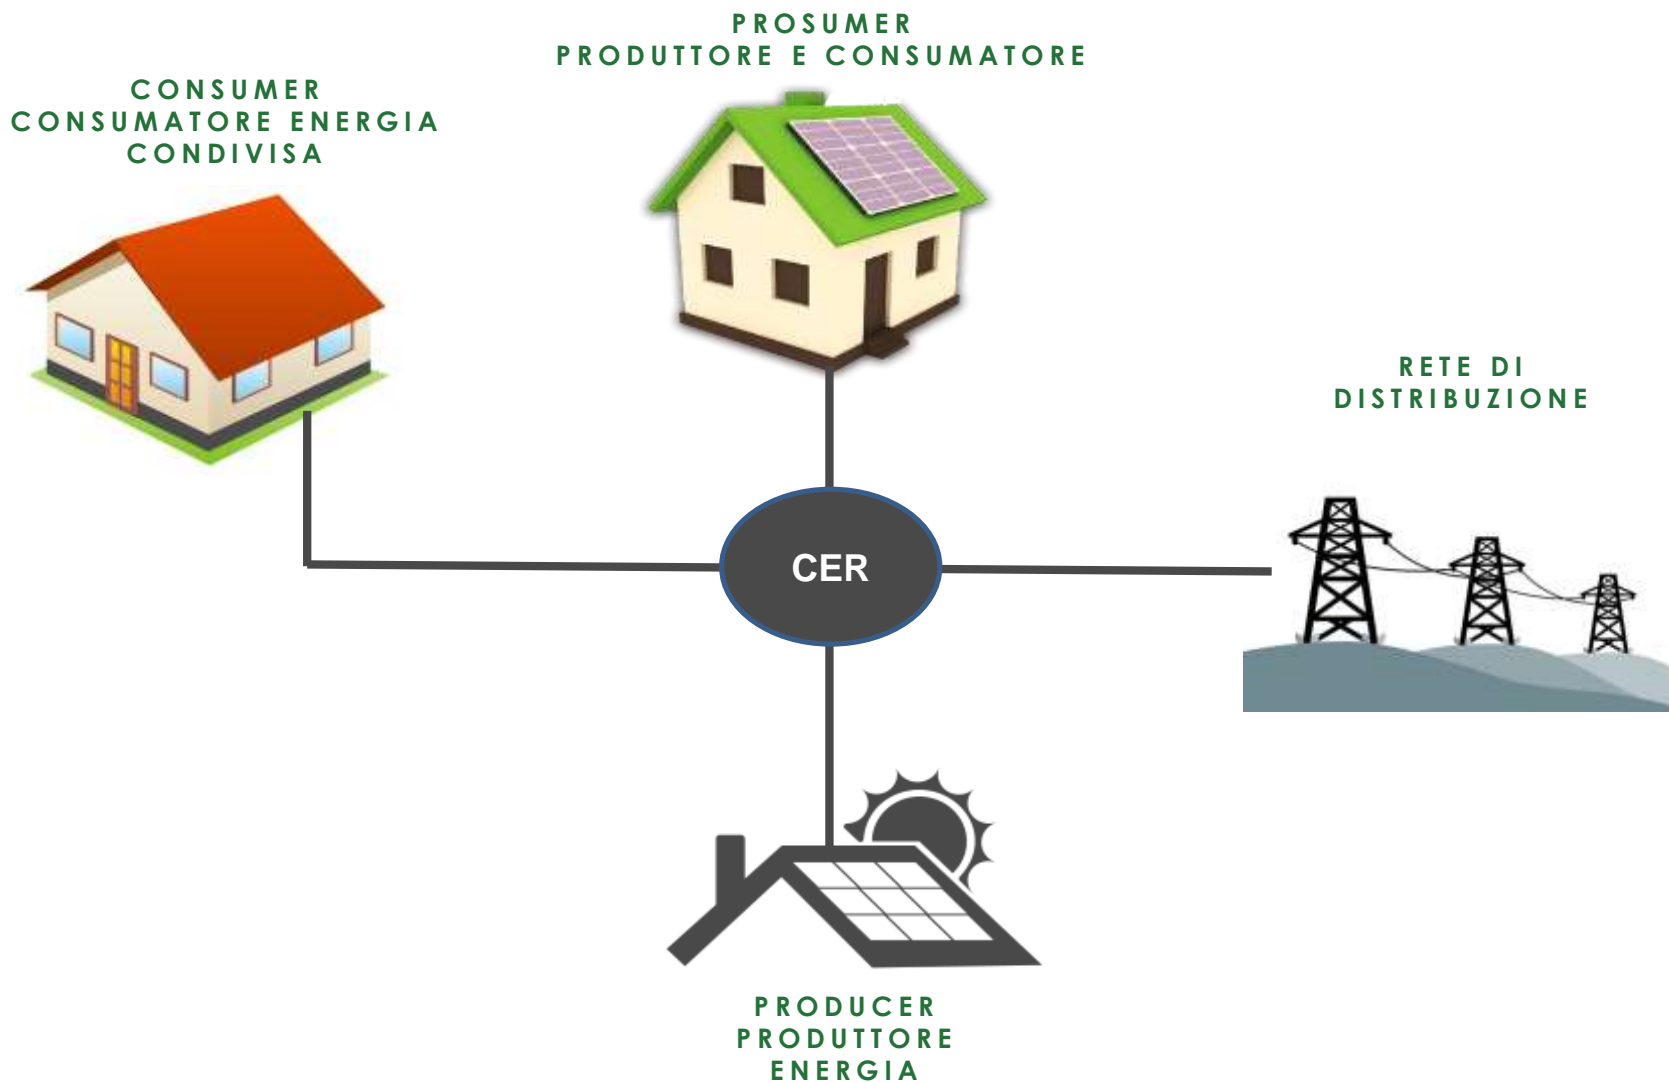 PROSUMER
PRODUTTORE E CONSUMATORE
CONSUMER
CONSUMATORE ENERGIA
CONDIVISA
RETE DI
DISTRIBUZIONE
CER
PRODUCER
PRODUTTORE
ENERGIA